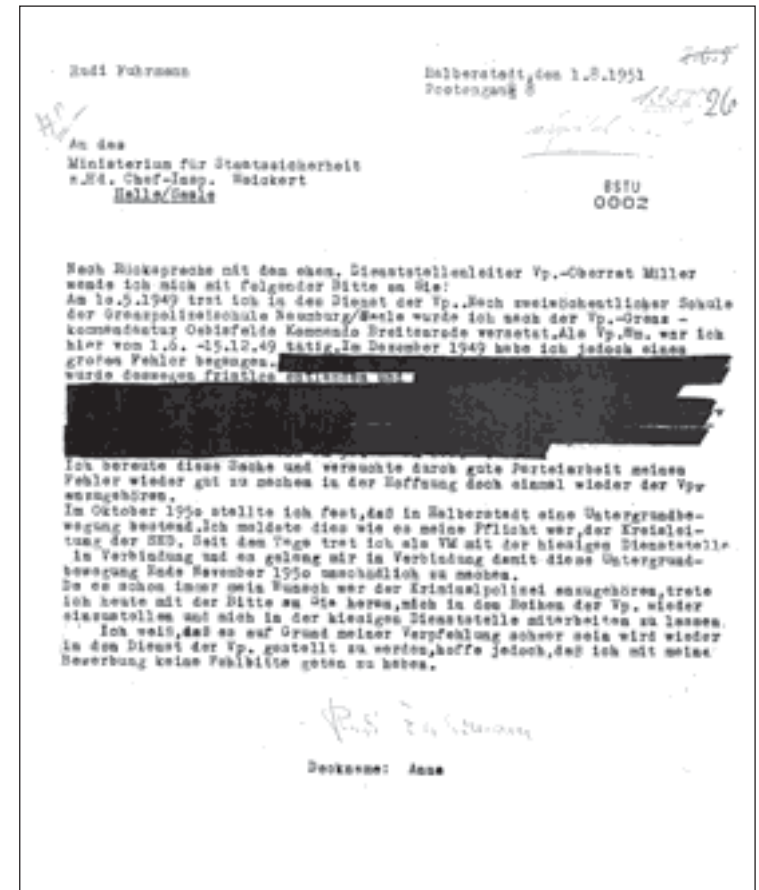 Rudi Fuhrmann
Halberstadt,den 1.8.1951
Postengang 8
26
An das
Ministerium für Staatssicherheit
z.Hd. Chef-Insp. Weickert
Halle/Saale
BSTU
0002
Nach Rücksprache mit dem ehem. Dienststellenleiter Vp.-Oberrat Müller
wende ich mich mit folgender Bitte an Sie!
Am 10.5.1949 trat ich in den Dienst der Vp..Nach zweiwöchentlicher Schule
der Grenzpolizeischule Naumburg/Saale wurde ich nach der Vp.-Grenz -
kommandantur Oebisfelde Kommando Breitenrode versetzt.Als Vp.Wm. war ich
hier vom 1.6. -15.12.49 tätig.Im Dezember 1949 habe ich jedoch einen
großen Fehler begangen.
wurde deswegen fristlos entlassen und
Ich bereute diese Sache und versuchte durch gute Parteiarbeit meinen
Fehler wieder gut zu machen in der Hoffnung doch einmal wieder der Vp.
anzugehören.
Im Oktober 1950 stellte ich fest,daß in Halberstadt eine Untergrundbe-
wegung bestand.Ich meldete dies wie es meine Pflicht war,der Kreislei-
tung der SED. Seit dem Tage trat ich als VM mit der hiesigen Dienststelle
in Verbindung und es gelang mir in Verbindung damit diese Untergrund-
bewegung Ende November 1950 unschädlich zu machen.
Da es schon immer mein Wunsch war der Kriminalpolizei anzugehören,trete
ich heute mit der Bitte an Sie heran,mich in den Reihen der Vp. wieder
einzustellen und mich in der hiesigen Dienststelle mitarbeiten zu lassen.
Ich weiß,daß es auf Grund meiner Verpfehlung schwer sein wird wieder
in den Dienst der Vp. gestellt zu werden,hoffe jedoch,daß ich mit meine
Bewerbung keine Fehlbitte getan zu haben.
Rudi Fuhrmann
Deckname: Anna